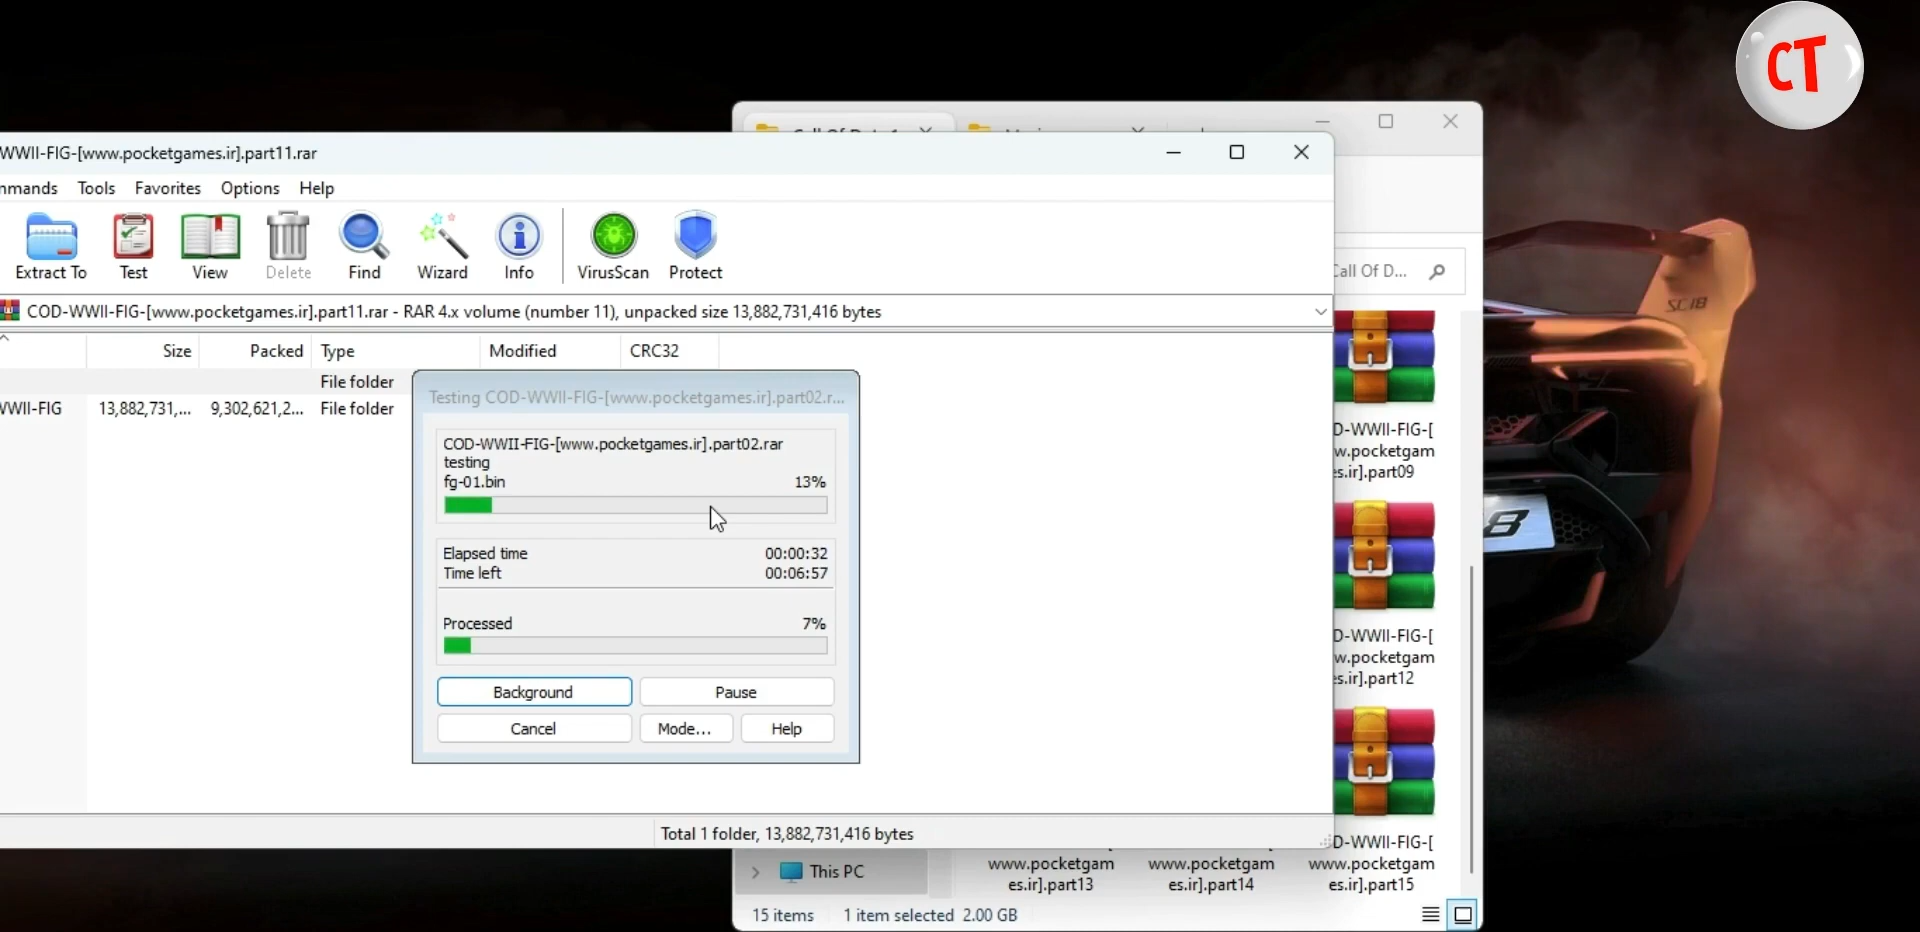 CT
WWII-FIG-[www.pocketgames.ir].part11.rar
mmands Tools Favorites Options Help
Extract To Test View Delete Find Wizard Info VirusScan Protect
Call Of D...
COD-WWII-FIG-[www.pocketgames.ir].part11.rar - RAR 4.x volume (number 11), unpacked size 13,882,731,416 bytes
Size Packed Type Modified CRC32
File folder
WWII-FIG 13,882,731,... 9,302,621,2... File folder
Testing COD-WWII-FIG-[www.pocketgames.ir].part02.r...
COD-WWII-FIG-[www.pocketgames.ir].part02.rar
testing
fg-01.bin 13%
Elapsed time 00:00:32
Time left 00:06:57
Processed 7%
Background Pause
Cancel Mode... Help
Total 1 folder, 13,882,731,416 bytes
D-WWII-FIG-[
w.pocketgam
es.ir].part09
D-WWII-FIG-[
w.pocketgam
es.ir].part12
D-WWII-FIG-[
www.pocketgam
es.ir].part13
www.pocketgam
es.ir].part14
www.pocketgam
es.ir].part15
This PC
15 items 1 item selected 2.00 GB
SC18